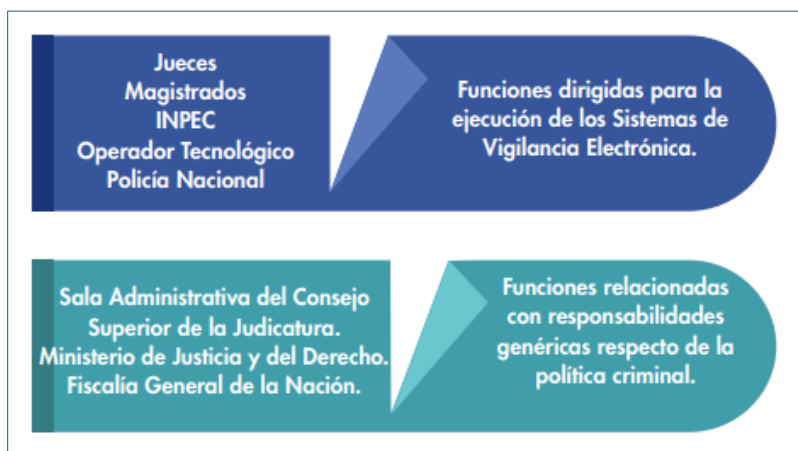 Jueces
Magistrados
INPEC
Operador Tecnológico
Policía Nacional
Funciones dirigidas para la
ejecución de los Sistemas de
Vigilancia Electrónica.
Sala Administrativa del Consejo
Superior de la Judicatura.
Ministerio de Justicia y del Derecho.
Fiscalía General de la Nación.
Funciones relacionadas
con responsabilidades
genéricas respecto de la
política criminal.